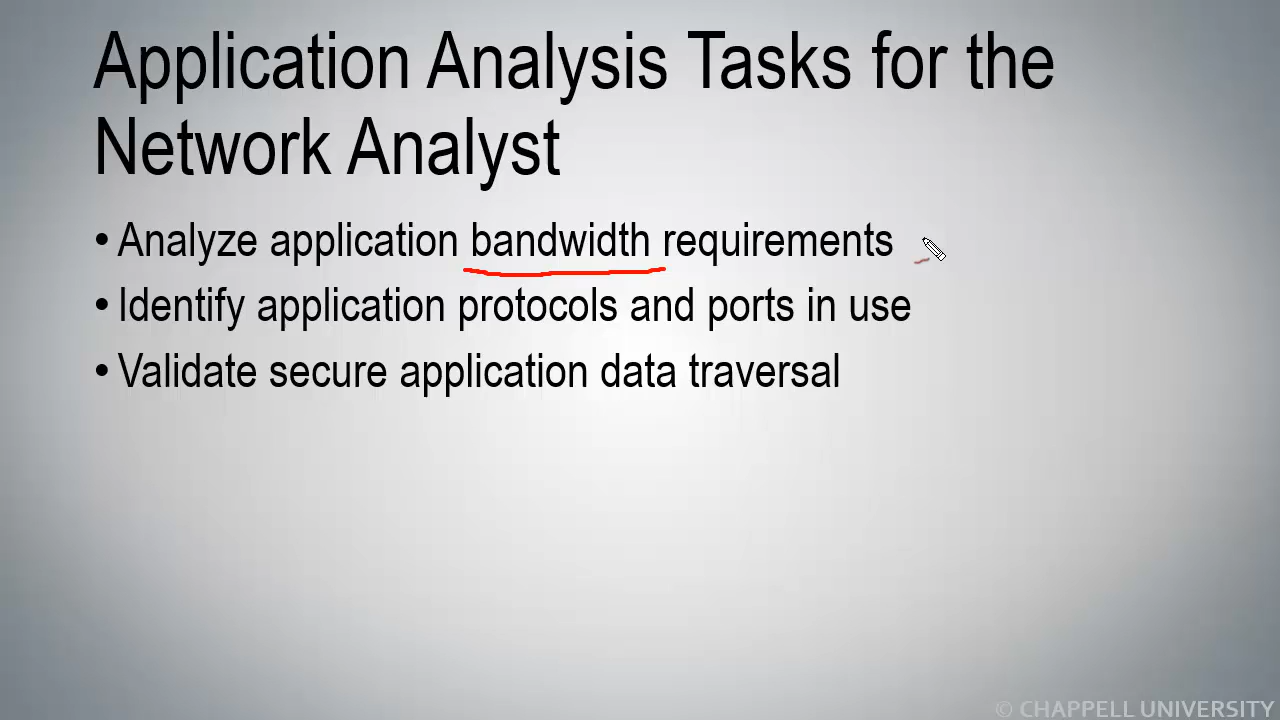 Application Analysis Tasks for the
Network Analyst
• Analyze application bandwidth requirements
• Identify application protocols and ports in use
• Validate secure application data traversal
© CHAPPELL UNIVERSITY